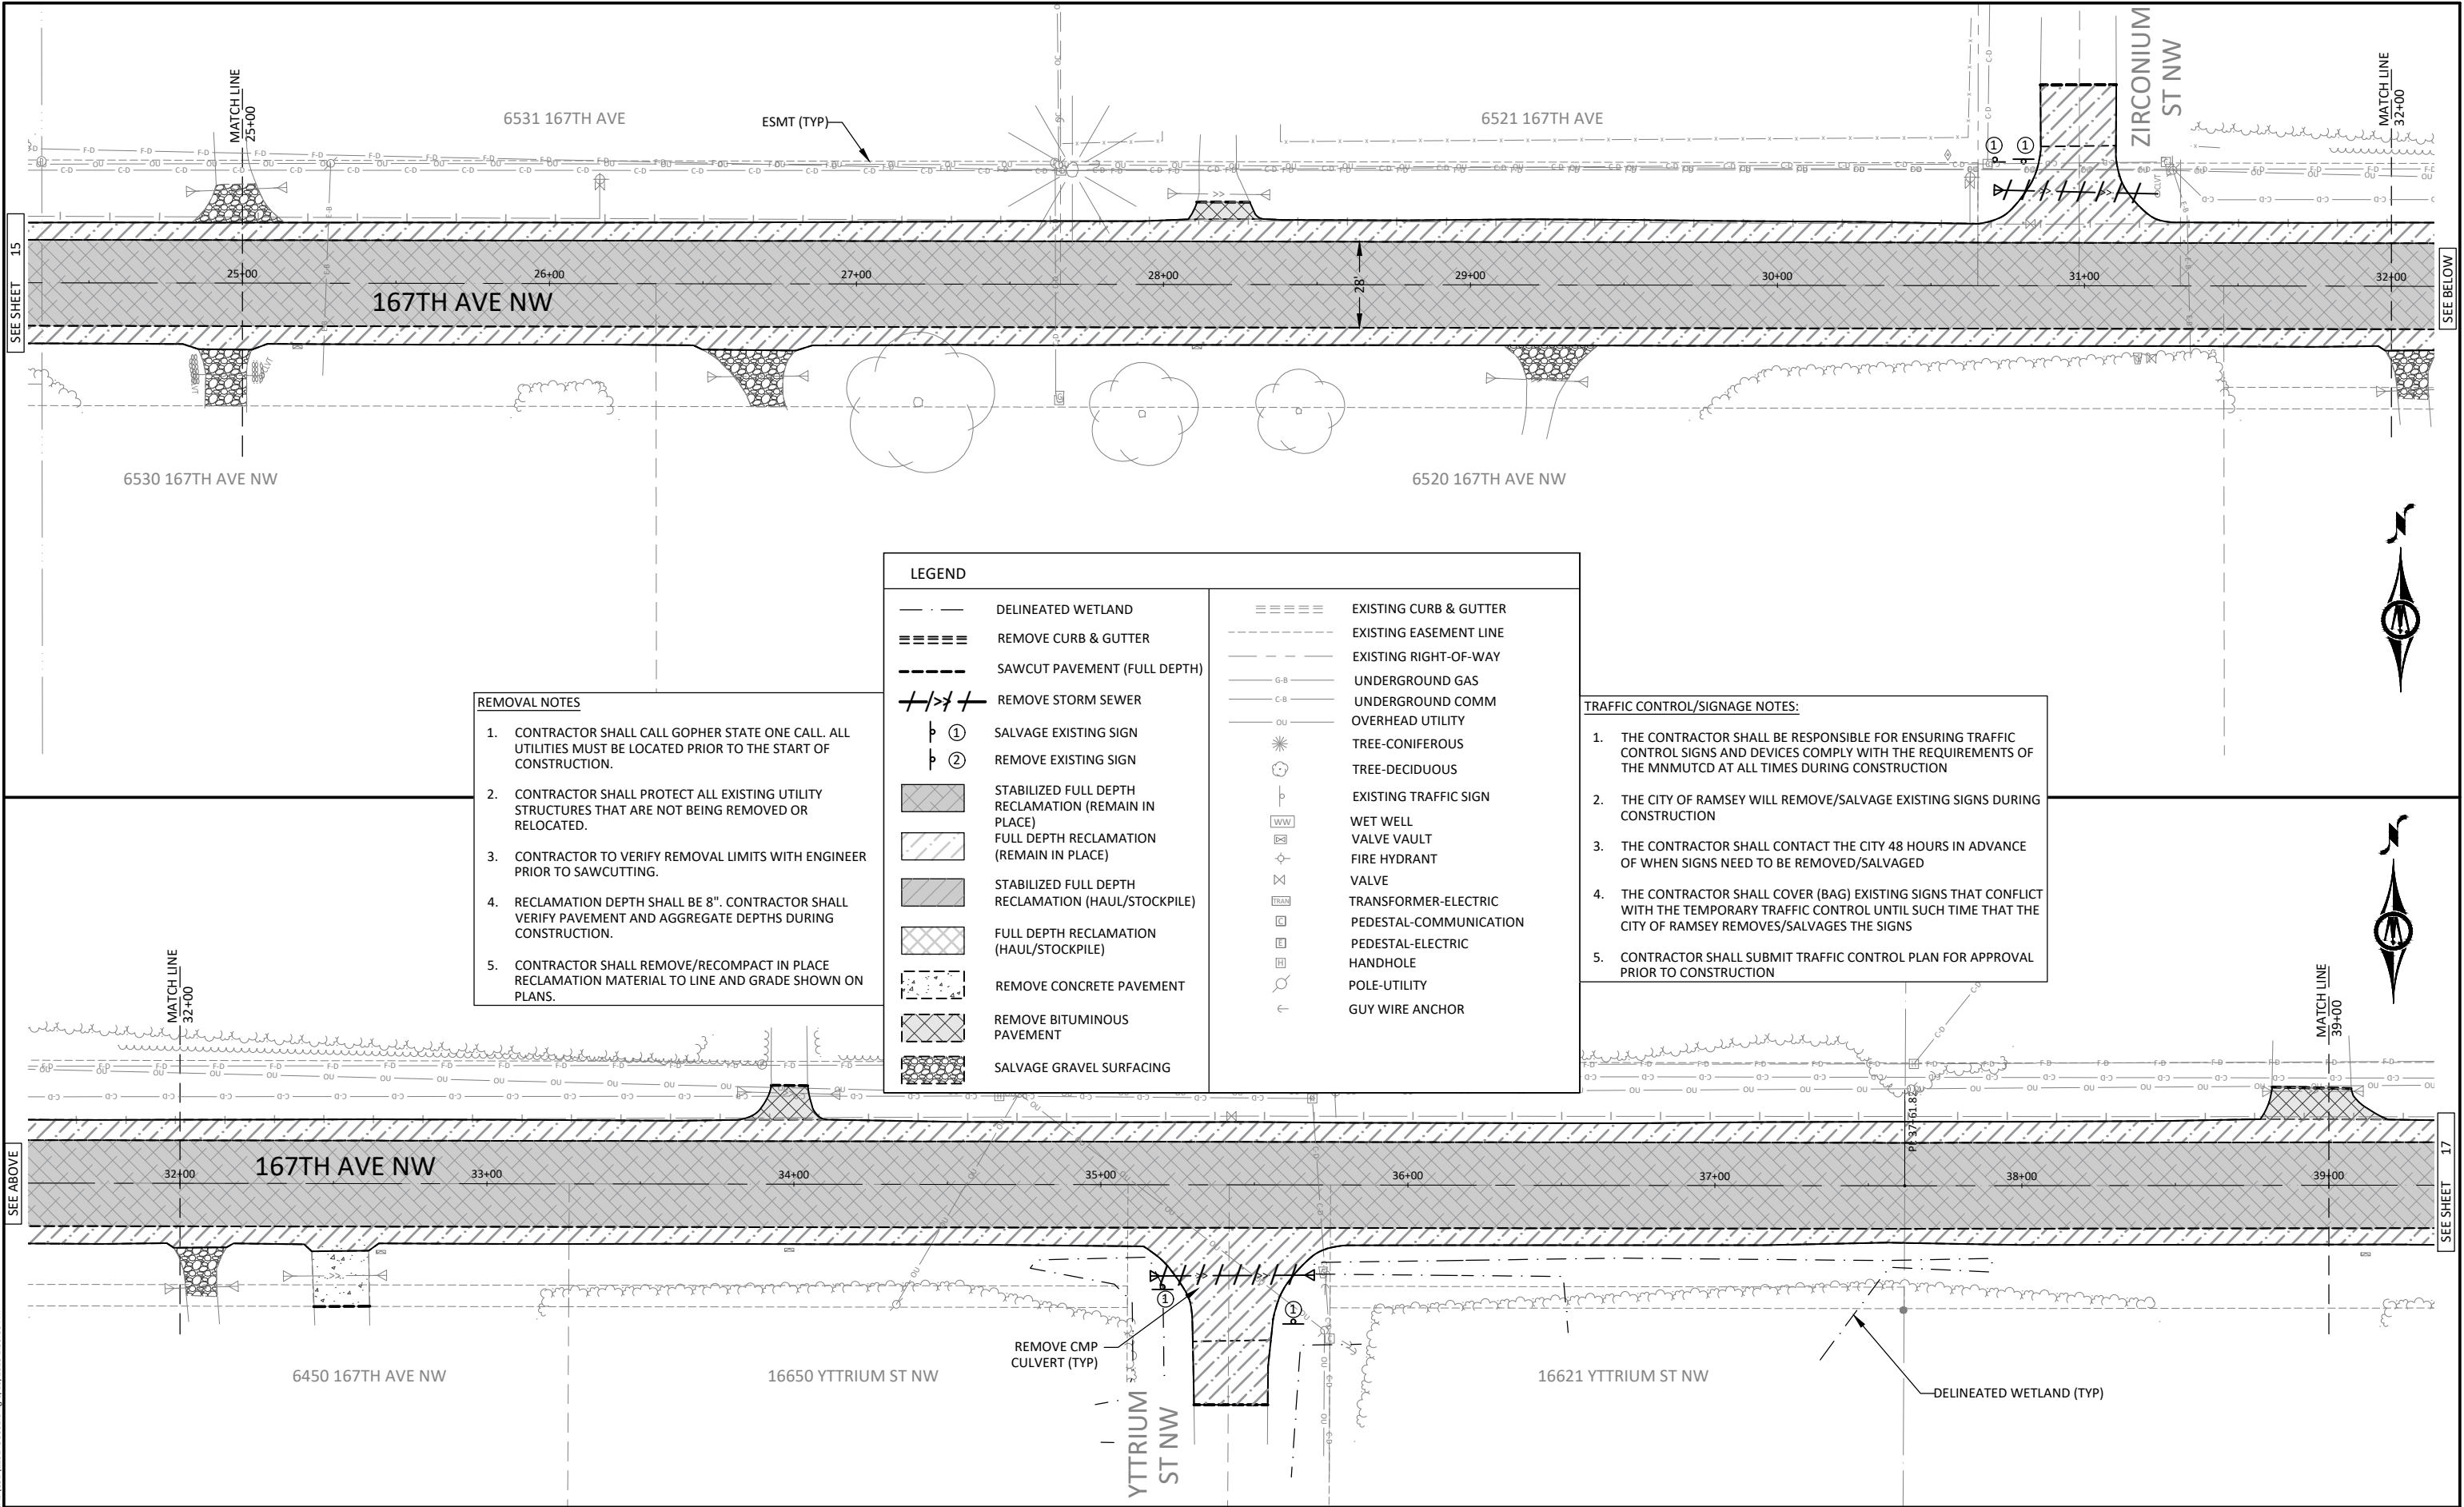 ZIRCONIUM
ST NW
MATCH LINE
25+00
6531 167TH AVE
ESMT (TYP)
6521 167TH AVE
1
1
MATCH LINE
32+00
SEE SHEET 15
25+00
26+00
27+00
28+00
29+00
30+00
31+00
32+00
167TH AVE NW
28'
SEE BELOW
6530 167TH AVE NW
6520 167TH AVE NW
N
LEGEND
DELINEATED WETLAND
REMOVE CURB & GUTTER
SAWCUT PAVEMENT (FULL DEPTH)
REMOVE STORM SEWER
1 SALVAGE EXISTING SIGN
2 REMOVE EXISTING SIGN
STABILIZED FULL DEPTH
RECLAMATION (REMAIN IN
PLACE)
FULL DEPTH RECLAMATION
(REMAIN IN PLACE)
STABILIZED FULL DEPTH
RECLAMATION (HAUL/STOCKPILE)
FULL DEPTH RECLAMATION
(HAUL/STOCKPILE)
REMOVE CONCRETE PAVEMENT
REMOVE BITUMINOUS
PAVEMENT
SALVAGE GRAVEL SURFACING
EXISTING CURB & GUTTER
EXISTING EASEMENT LINE
EXISTING RIGHT-OF-WAY
G-B UNDERGROUND GAS
C-B UNDERGROUND COMM
OU OVERHEAD UTILITY
TREE-CONIFEROUS
TREE-DECIDUOUS
EXISTING TRAFFIC SIGN
WW WET WELL
VALVE VAULT
FIRE HYDRANT
VALVE
TRAN TRANSFORMER-ELECTRIC
C PEDESTAL-COMMUNICATION
E PEDESTAL-ELECTRIC
H HANDHOLE
POLE-UTILITY
GUY WIRE ANCHOR
REMOVAL NOTES
1. CONTRACTOR SHALL CALL GOPHER STATE ONE CALL. ALL
UTILITIES MUST BE LOCATED PRIOR TO THE START OF
CONSTRUCTION.
2. CONTRACTOR SHALL PROTECT ALL EXISTING UTILITY
STRUCTURES THAT ARE NOT BEING REMOVED OR
RELOCATED.
3. CONTRACTOR TO VERIFY REMOVAL LIMITS WITH ENGINEER
PRIOR TO SAWCUTTING.
4. RECLAMATION DEPTH SHALL BE 8". CONTRACTOR SHALL
VERIFY PAVEMENT AND AGGREGATE DEPTHS DURING
CONSTRUCTION.
5. CONTRACTOR SHALL REMOVE/RECOMPACT IN PLACE
RECLAMATION MATERIAL TO LINE AND GRADE SHOWN ON
PLANS.
TRAFFIC CONTROL/SIGNAGE NOTES:
1. THE CONTRACTOR SHALL BE RESPONSIBLE FOR ENSURING TRAFFIC
CONTROL SIGNS AND DEVICES COMPLY WITH THE REQUIREMENTS OF
THE MNMUTCD AT ALL TIMES DURING CONSTRUCTION
2. THE CITY OF RAMSEY WILL REMOVE/SALVAGE EXISTING SIGNS DURING
CONSTRUCTION
3. THE CONTRACTOR SHALL CONTACT THE CITY 48 HOURS IN ADVANCE
OF WHEN SIGNS NEED TO BE REMOVED/SALVAGED
4. THE CONTRACTOR SHALL COVER (BAG) EXISTING SIGNS THAT CONFLICT
WITH THE TEMPORARY TRAFFIC CONTROL UNTIL SUCH TIME THAT THE
CITY OF RAMSEY REMOVES/SALVAGES THE SIGNS
5. CONTRACTOR SHALL SUBMIT TRAFFIC CONTROL PLAN FOR APPROVAL
PRIOR TO CONSTRUCTION
N
MATCH LINE
32+00
MATCH LINE
39+00
SEE ABOVE
167TH AVE NW
32+00
33+00
34+00
35+00
36+00
37+00
38+00
39+00
SEE SHEET 17
1
1
REMOVE CMP
CULVERT (TYP)
6450 167TH AVE NW
16650 YTTRIUM ST NW
YTTRIUM
ST NW
16621 YTTRIUM ST NW
DELINEATED WETLAND (TYP)